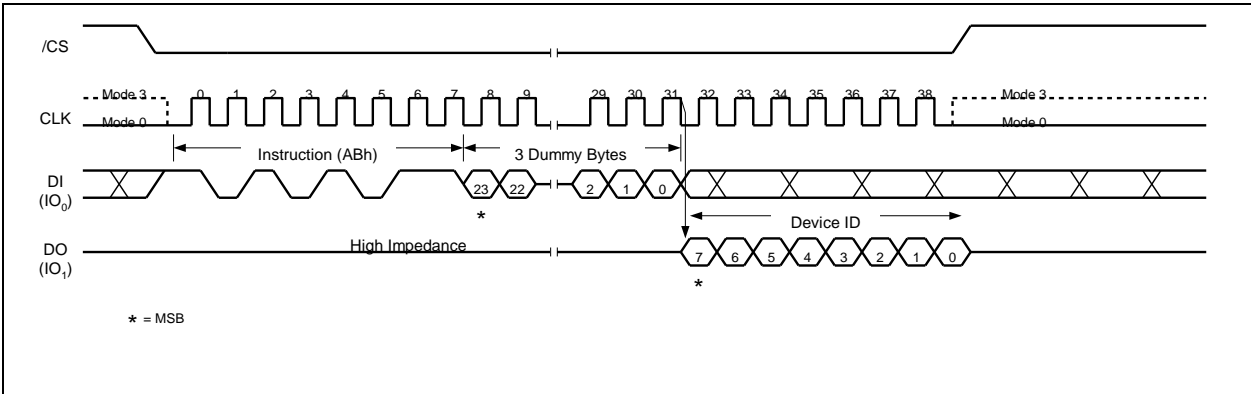 /CS
Mode 3 0 1 2 3 4 5 6 7 8 9 29 30 31 32 33 34 35 36 37 38 Mode 3
CLK
Mode 0 Mode 0
Instruction (ABh) 3 Dummy Bytes
DI
(IO0)
23 22 2 1 0
*
Device ID
DO
(IO1)
High Impedance
7 6 5 4 3 2 1 0
*
* = MSB